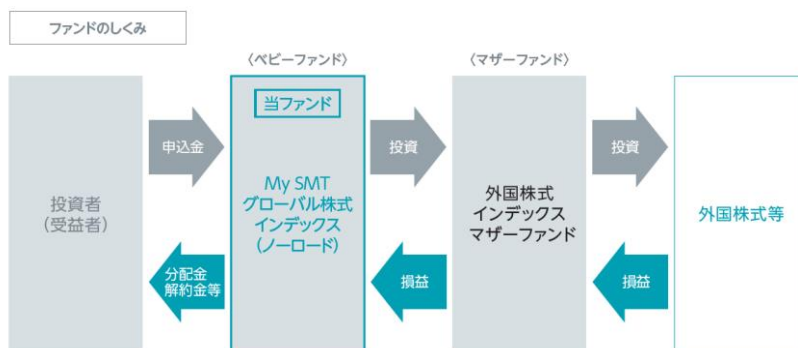 ファンドのしくみ
〈ベビーファンド〉
〈マザーファンド〉
投資者
(受益者)
申込金
分配金
解約金等
当ファンド
My SMT
グローバル株式
インデックス
(ノーロード)
投資
損益
外国株式
インデックス
マザーファンド
投資
損益
外国株式等